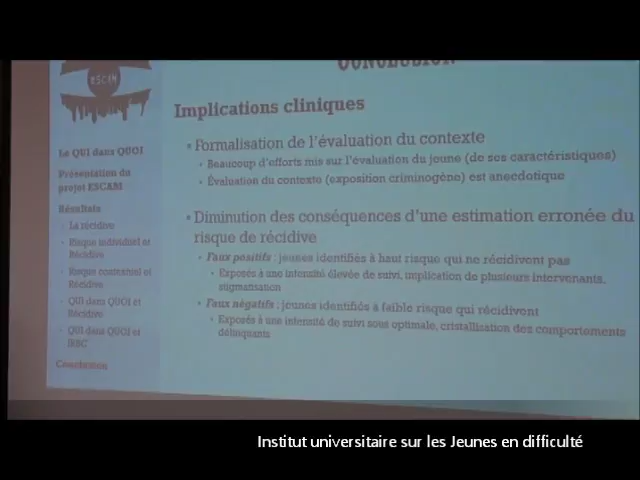 CONCLUSION
ESCAM
Implications cliniques
Le QUI dans QUOI
Présentation du
projet ESCAM
Résultats
• La récidive
• Risque individuel et
Récidive
• Risque contextuel et
Récidive
• QUI dans QUOI et
Récidive
• QUI dans QUOI et
Conclusion
• Formalisation de l'évaluation du contexte
• Beaucoup d'efforts mis sur l'évaluation du jeune (de ses caractéristiques)
• Évaluation du contexte (exposition criminogène) est anecdotique
• Diminution des conséquences d'une estimation erronée du
risque de récidive
• Faux positifs : jeunes identifiés à haut risque qui ne récidivent pas
• Exposés à une intensité élevée de suivi, implication de plusieurs intervenants,
stigmatisation
• Faux négatifs : jeunes identifiés à faible risque qui récidivent
• Exposés à une intensité de suivi sous optimale, cristallisation des comportements
délinquants
Institut universitaire sur les Jeunes en difficulté